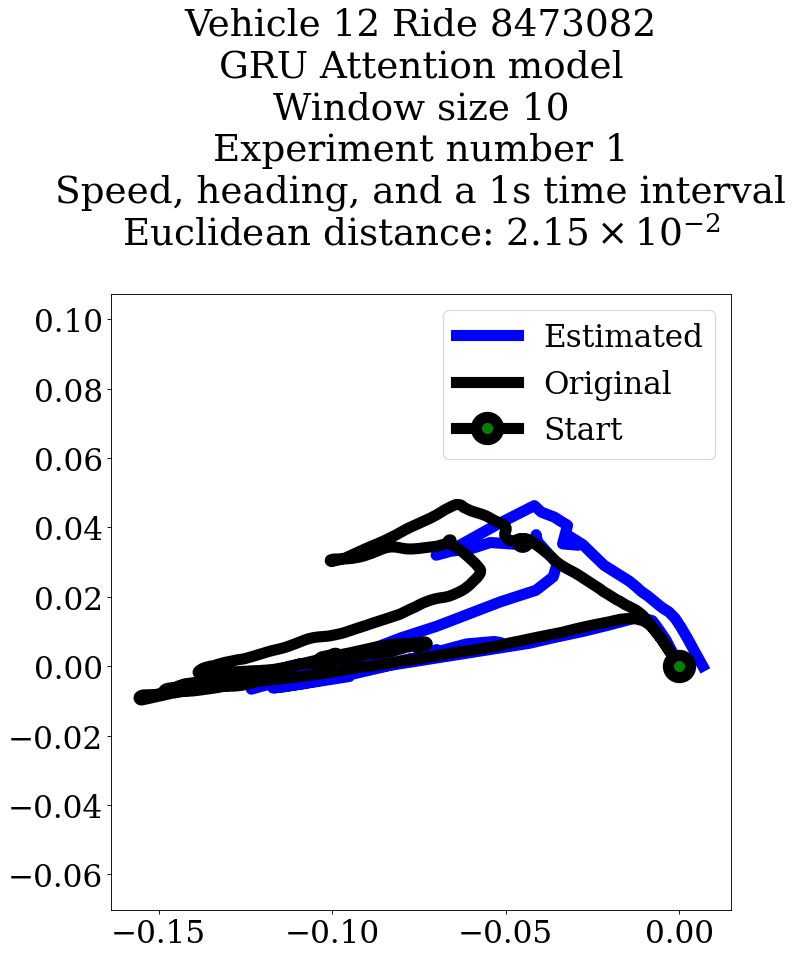 Vehicle 12 Ride 8473082
GRU Attention model
Window size 10
Experiment number 1
Speed, heading, and a 1s time interval
Euclidean distance: 2.15 × 10⁻²
Estimated
Original
Start
0.10
0.08
0.06
0.04
0.02
0.00
−0.02
−0.04
−0.06
−0.15 −0.10 −0.05 0.00